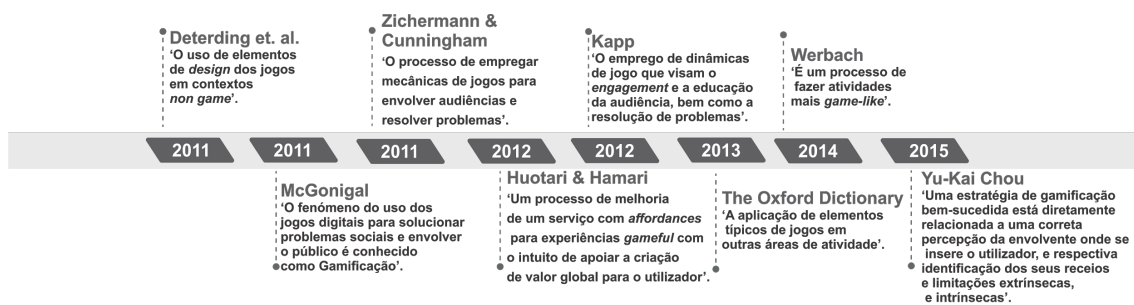 Deterding et. al.
‘O uso de elementos
de design dos jogos
em contextos
non game’.
Zichermann &
Cunningham
‘O processo de empregar
mecânicas de jogos para
envolver audiências e
resolver problemas’.
Kapp
‘O emprego de dinâmicas
de jogo que visam o
engagement e a educação
da audiência, bem como a
resolução de problemas’.
Werbach
‘É um processo de
fazer atividades
mais game-like’.
2011
2011
2011
2012
2012
2013
2014
2015
McGonigal
‘O fenómeno do uso dos
jogos digitais para solucionar
problemas sociais e envolver
o público é conhecido
como Gamificação’.
Huotari & Hamari
‘Um processo de melhoria
de um serviço com affordances
para experiências gameful com
o intuito de apoiar a criação
de valor global para o utilizador’.
The Oxford Dictionary
‘A aplicação de elementos
típicos de jogos em
outras áreas de atividade’.
Yu-Kai Chou
‘Uma estratégia de gamificação
bem-sucedida está diretamente
relacionada a uma correta
percepção da envolvente onde se
insere o utilizador, e respectiva
identificação dos seus receios
e limitações extrínsecas,
e intrínsecas’.